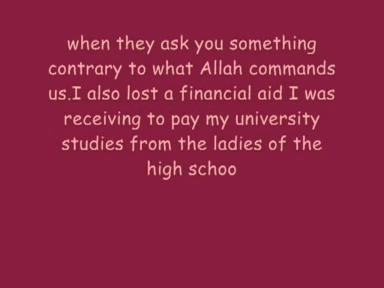 when they ask you something
contrary to what Allah commands
us.I also lost a financial aid I was
receiving to pay my university
studies from the ladies of the
high schoo